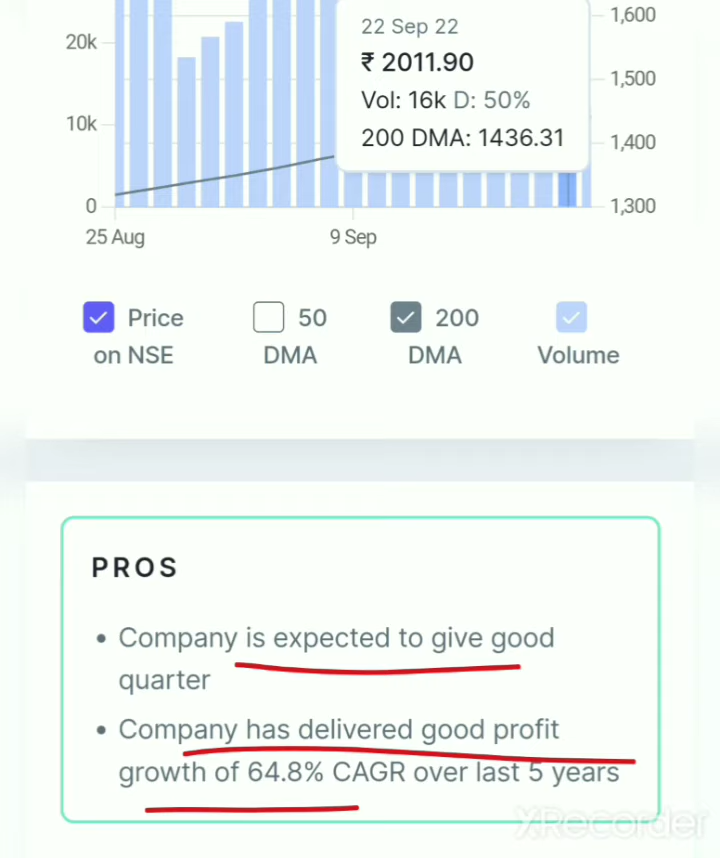 22 Sep 22
1,600
20k
₹ 2011.90
1,500
Vol: 16k D: 50%
10k
200 DMA: 1436.31
1,400
0
1,300
25 Aug
9 Sep
Price on NSE
50 DMA
200 DMA
Volume
PROS
• Company is expected to give good
quarter
• Company has delivered good profit
growth of 64.8% CAGR over last 5 years
XRecorder